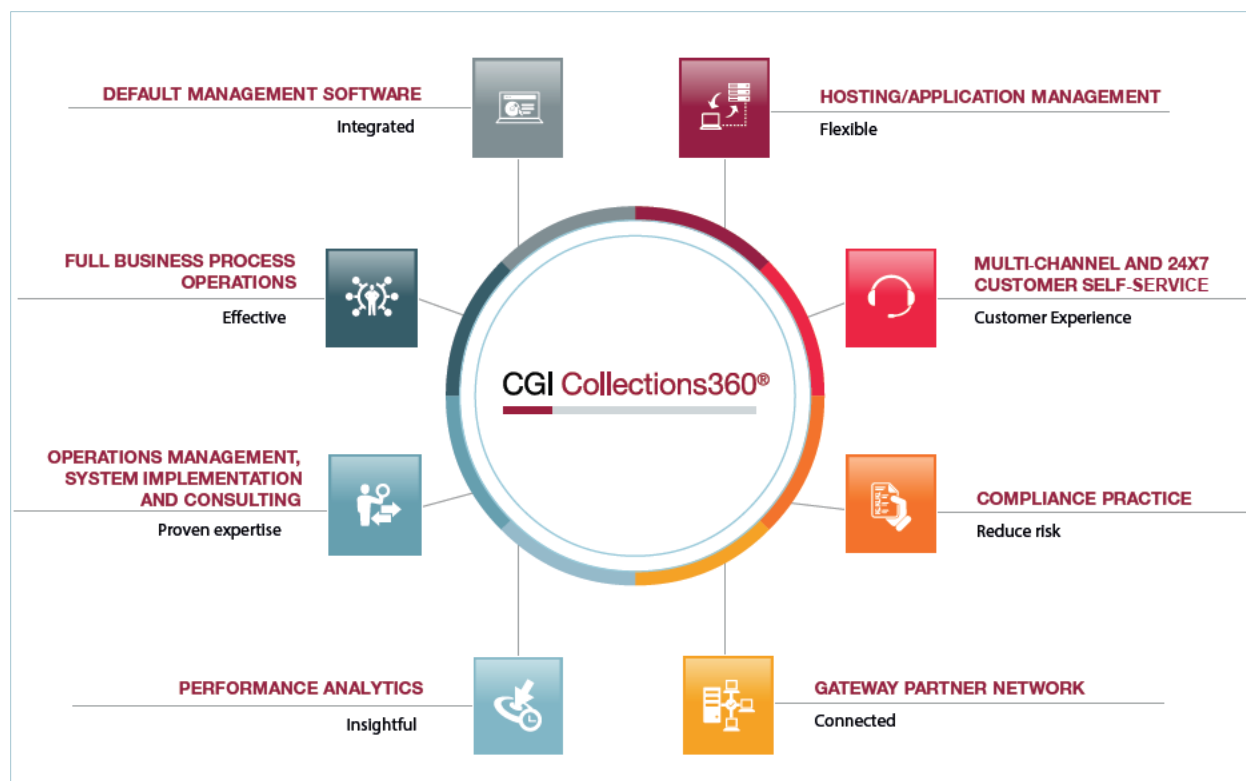 DEFAULT MANAGEMENT SOFTWARE
Integrated
HOSTING/APPLICATION MANAGEMENT
Flexible
FULL BUSINESS PROCESS
OPERATIONS
Effective
MULTI-CHANNEL AND 24X7
CUSTOMER SELF-SERVICE
Customer Experience
CGI Collections360®
OPERATIONS MANAGEMENT,
SYSTEM IMPLEMENTATION
AND CONSULTING
Proven expertise
COMPLIANCE PRACTICE
Reduce risk
PERFORMANCE ANALYTICS
Insightful
GATEWAY PARTNER NETWORK
Connected